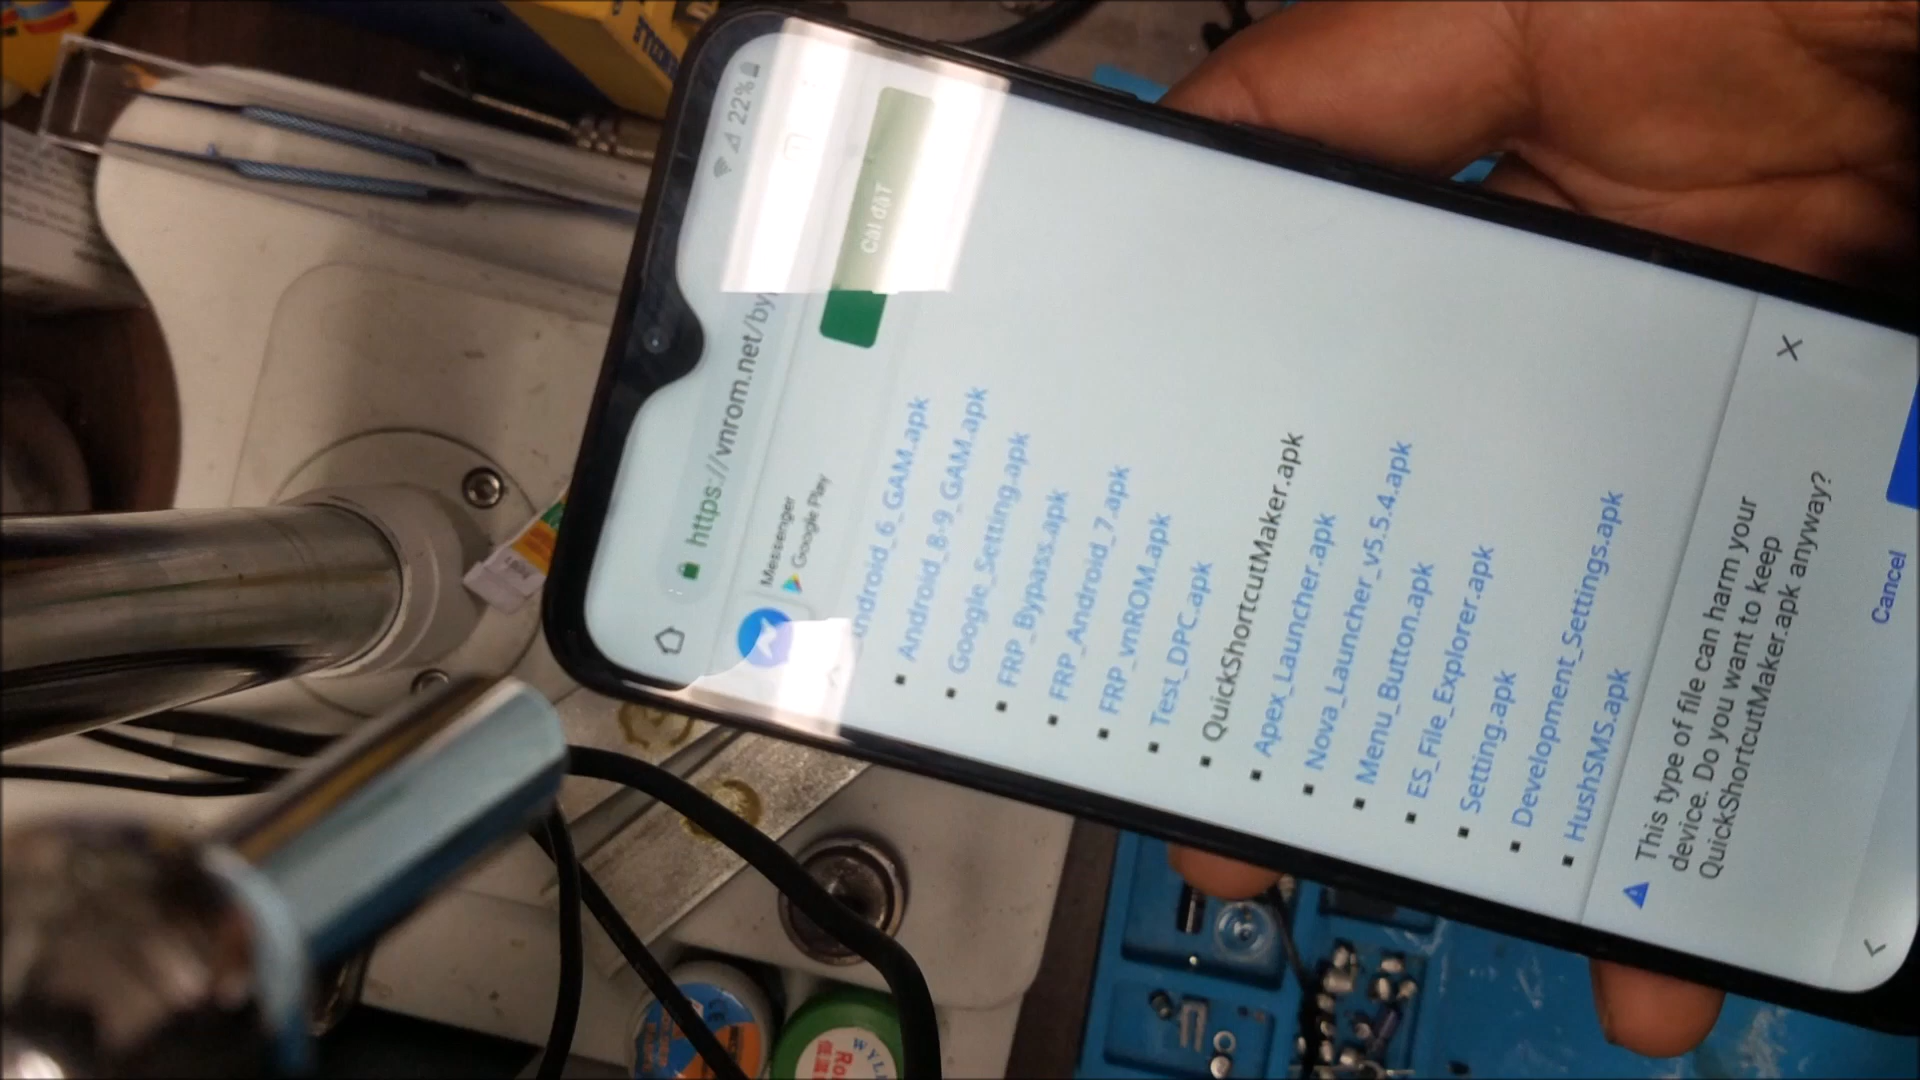 22%
https://vnrom.net/by
Messenger
Google Play
Cài đặt
Android_6_GAM.apk
Android_8-9_GAM.apk
Google_Setting.apk
FRP_Bypass.apk
FRP_Android_7.apk
FRP_vnROM.apk
Test_DPC.apk
QuickShortcutMaker.apk
Apex_Launcher.apk
Nova_Launcher_v5.5.4.apk
Menu_Button.apk
ES_File_Explorer.apk
Setting.apk
Development_Settings.apk
HushSMS.apk
This type of file can harm your
device. Do you want to keep
QuickShortcutMaker.apk anyway?
Cancel